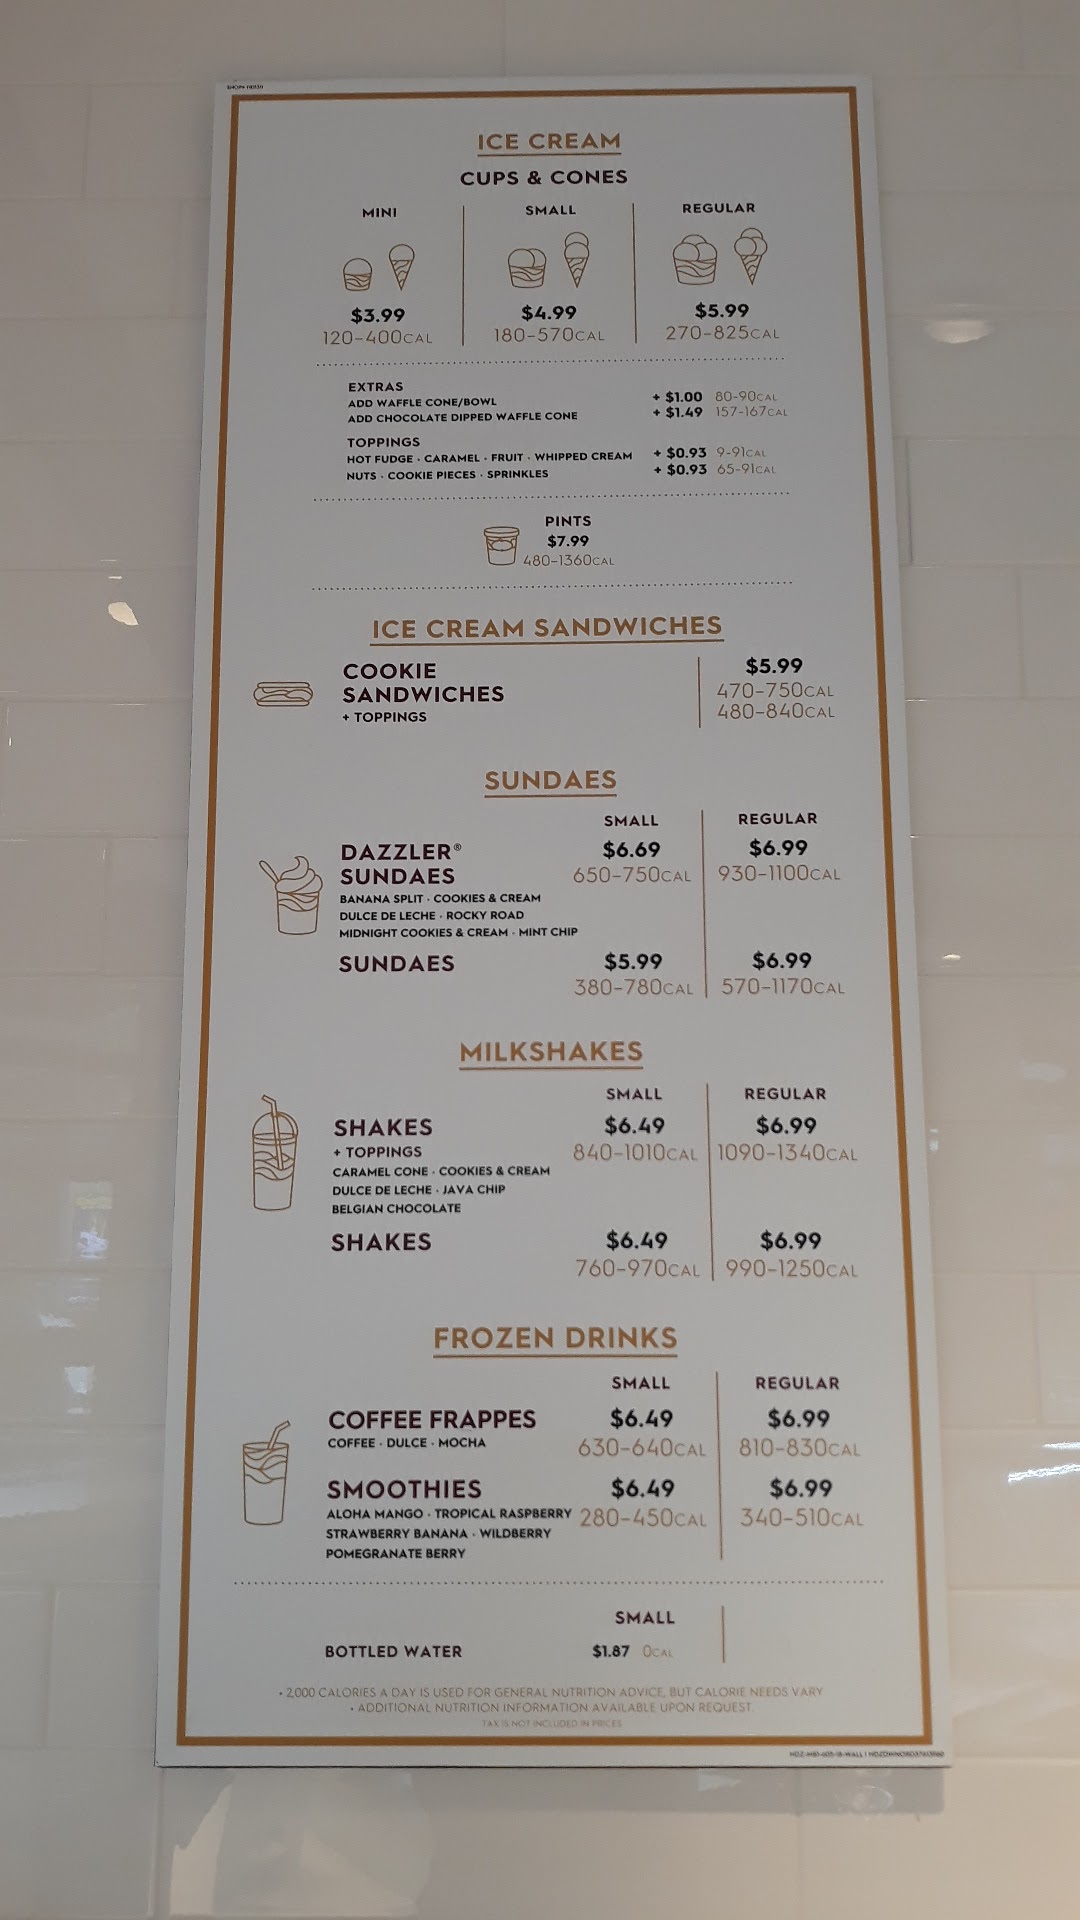 ICE CREAM
CUPS & CONES
MINI SMALL REGULAR
$3.99 $4.99 $5.99
120-400CAL 180-570CAL 270-825CAL
EXTRAS
ADD WAFFLE CONE/BOWL + $1.00 80-90CAL
ADD CHOCOLATE DIPPED WAFFLE CONE + $1.49 157-167CAL
TOPPINGS
HOT FUDGE · CARAMEL · FRUIT · WHIPPED CREAM + $0.93 9-91CAL
NUTS · COOKIE PIECES · SPRINKLES + $0.93 65-91CAL
PINTS
$7.99
480-1360CAL
ICE CREAM SANDWICHES
COOKIE $5.99
SANDWICHES 470-750CAL
+ TOPPINGS 480-840CAL
SUNDAES
SMALL REGULAR
DAZZLER® $6.69 $6.99
SUNDAES 650-750CAL 930-1100CAL
BANANA SPLIT · COOKIES & CREAM
DULCE DE LECHE · ROCKY ROAD
MIDNIGHT COOKIES & CREAM · MINT CHIP
SUNDAES $5.99 $6.99
380-780CAL 570-1170CAL
MILKSHAKES
SMALL REGULAR
SHAKES $6.49 $6.99
+ TOPPINGS 840-1010CAL 1090-1340CAL
CARAMEL CONE · COOKIES & CREAM
DULCE DE LECHE · JAVA CHIP
BELGIAN CHOCOLATE
SHAKES $6.49 $6.99
760-970CAL 990-1250CAL
FROZEN DRINKS
SMALL REGULAR
COFFEE FRAPPES $6.49 $6.99
COFFEE · DULCE · MOCHA 630-640CAL 810-830CAL
SMOOTHIES $6.49 $6.99
ALOHA MANGO · TROPICAL RASPBERRY 280-450CAL 340-510CAL
STRAWBERRY BANANA · WILDBERRY
POMEGRANATE BERRY
SMALL
BOTTLED WATER $1.87 0CAL
• 2,000 CALORIES A DAY IS USED FOR GENERAL NUTRITION ADVICE, BUT CALORIE NEEDS VARY
• ADDITIONAL NUTRITION INFORMATION AVAILABLE UPON REQUEST.
TAX IS NOT INCLUDED IN PRICES